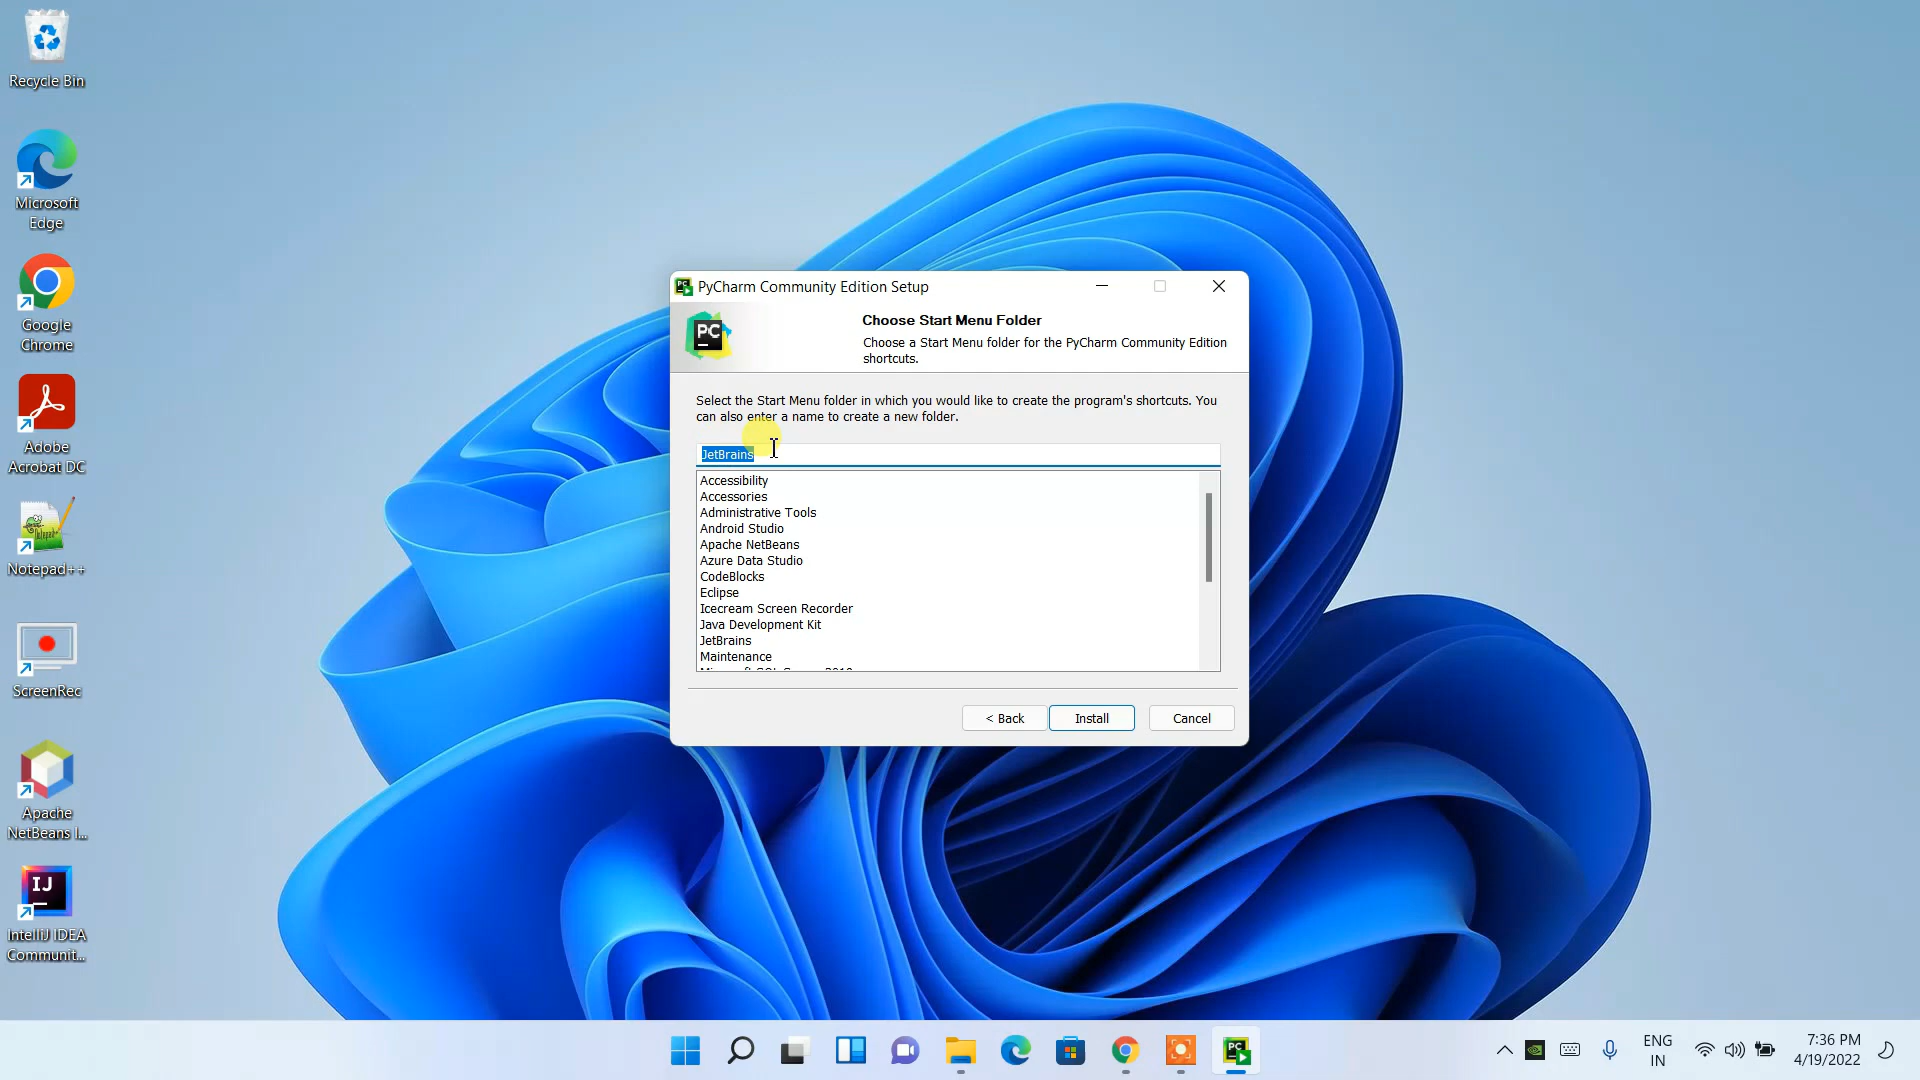 Recycle Bin
Microsoft
Edge
Google
Chrome
Adobe
Acrobat DC
Notepad++
ScreenRec
Apache
NetBeans I...
IJ
IntelliJ IDEA
Communit...
PyCharm Community Edition Setup
PC
Choose Start Menu Folder
Choose a Start Menu folder for the PyCharm Community Edition
shortcuts.
Select the Start Menu folder in which you would like to create the program's shortcuts. You
can also enter a name to create a new folder.
JetBrains
Accessibility
Accessories
Administrative Tools
Android Studio
Apache NetBeans
Azure Data Studio
CodeBlocks
Eclipse
Icecream Screen Recorder
Java Development Kit
JetBrains
Maintenance
< Back
Install
Cancel
PC
ENG
IN
7:36 PM
4/19/2022